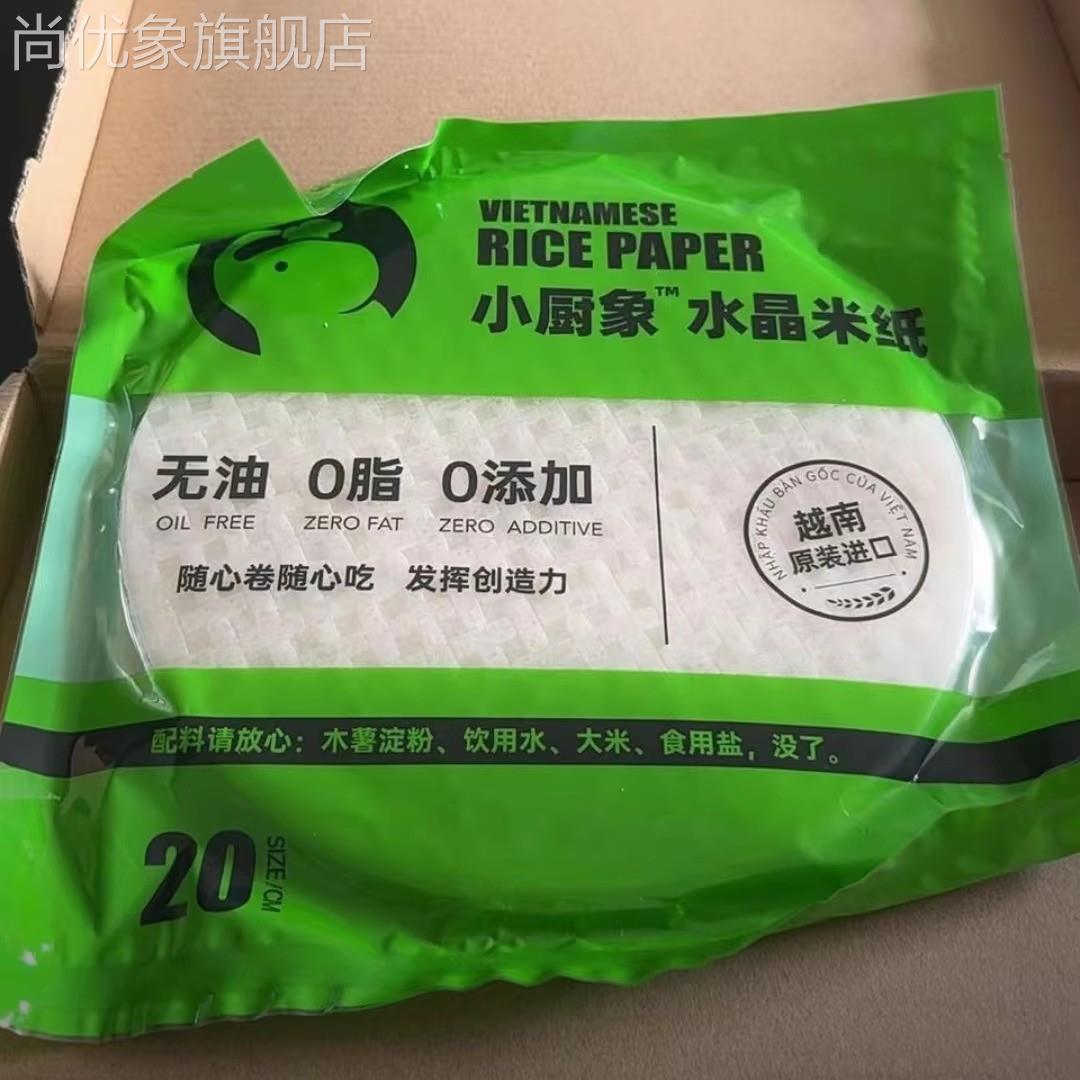 尚优象旗舰店
VIETNAMESE
RICE PAPER
小厨象™水晶米纸
无油 0脂 0添加
OIL FREE ZERO FAT ZERO ADDITIVE
随心卷随心吃 发挥创造力
NHẬP KHẨU BẢN GỐC CỦA VIỆT NAM
越南
原装进口
配料请放心：木薯淀粉、饮用水、大米、食用盐，没了。
20
SIZE/CM